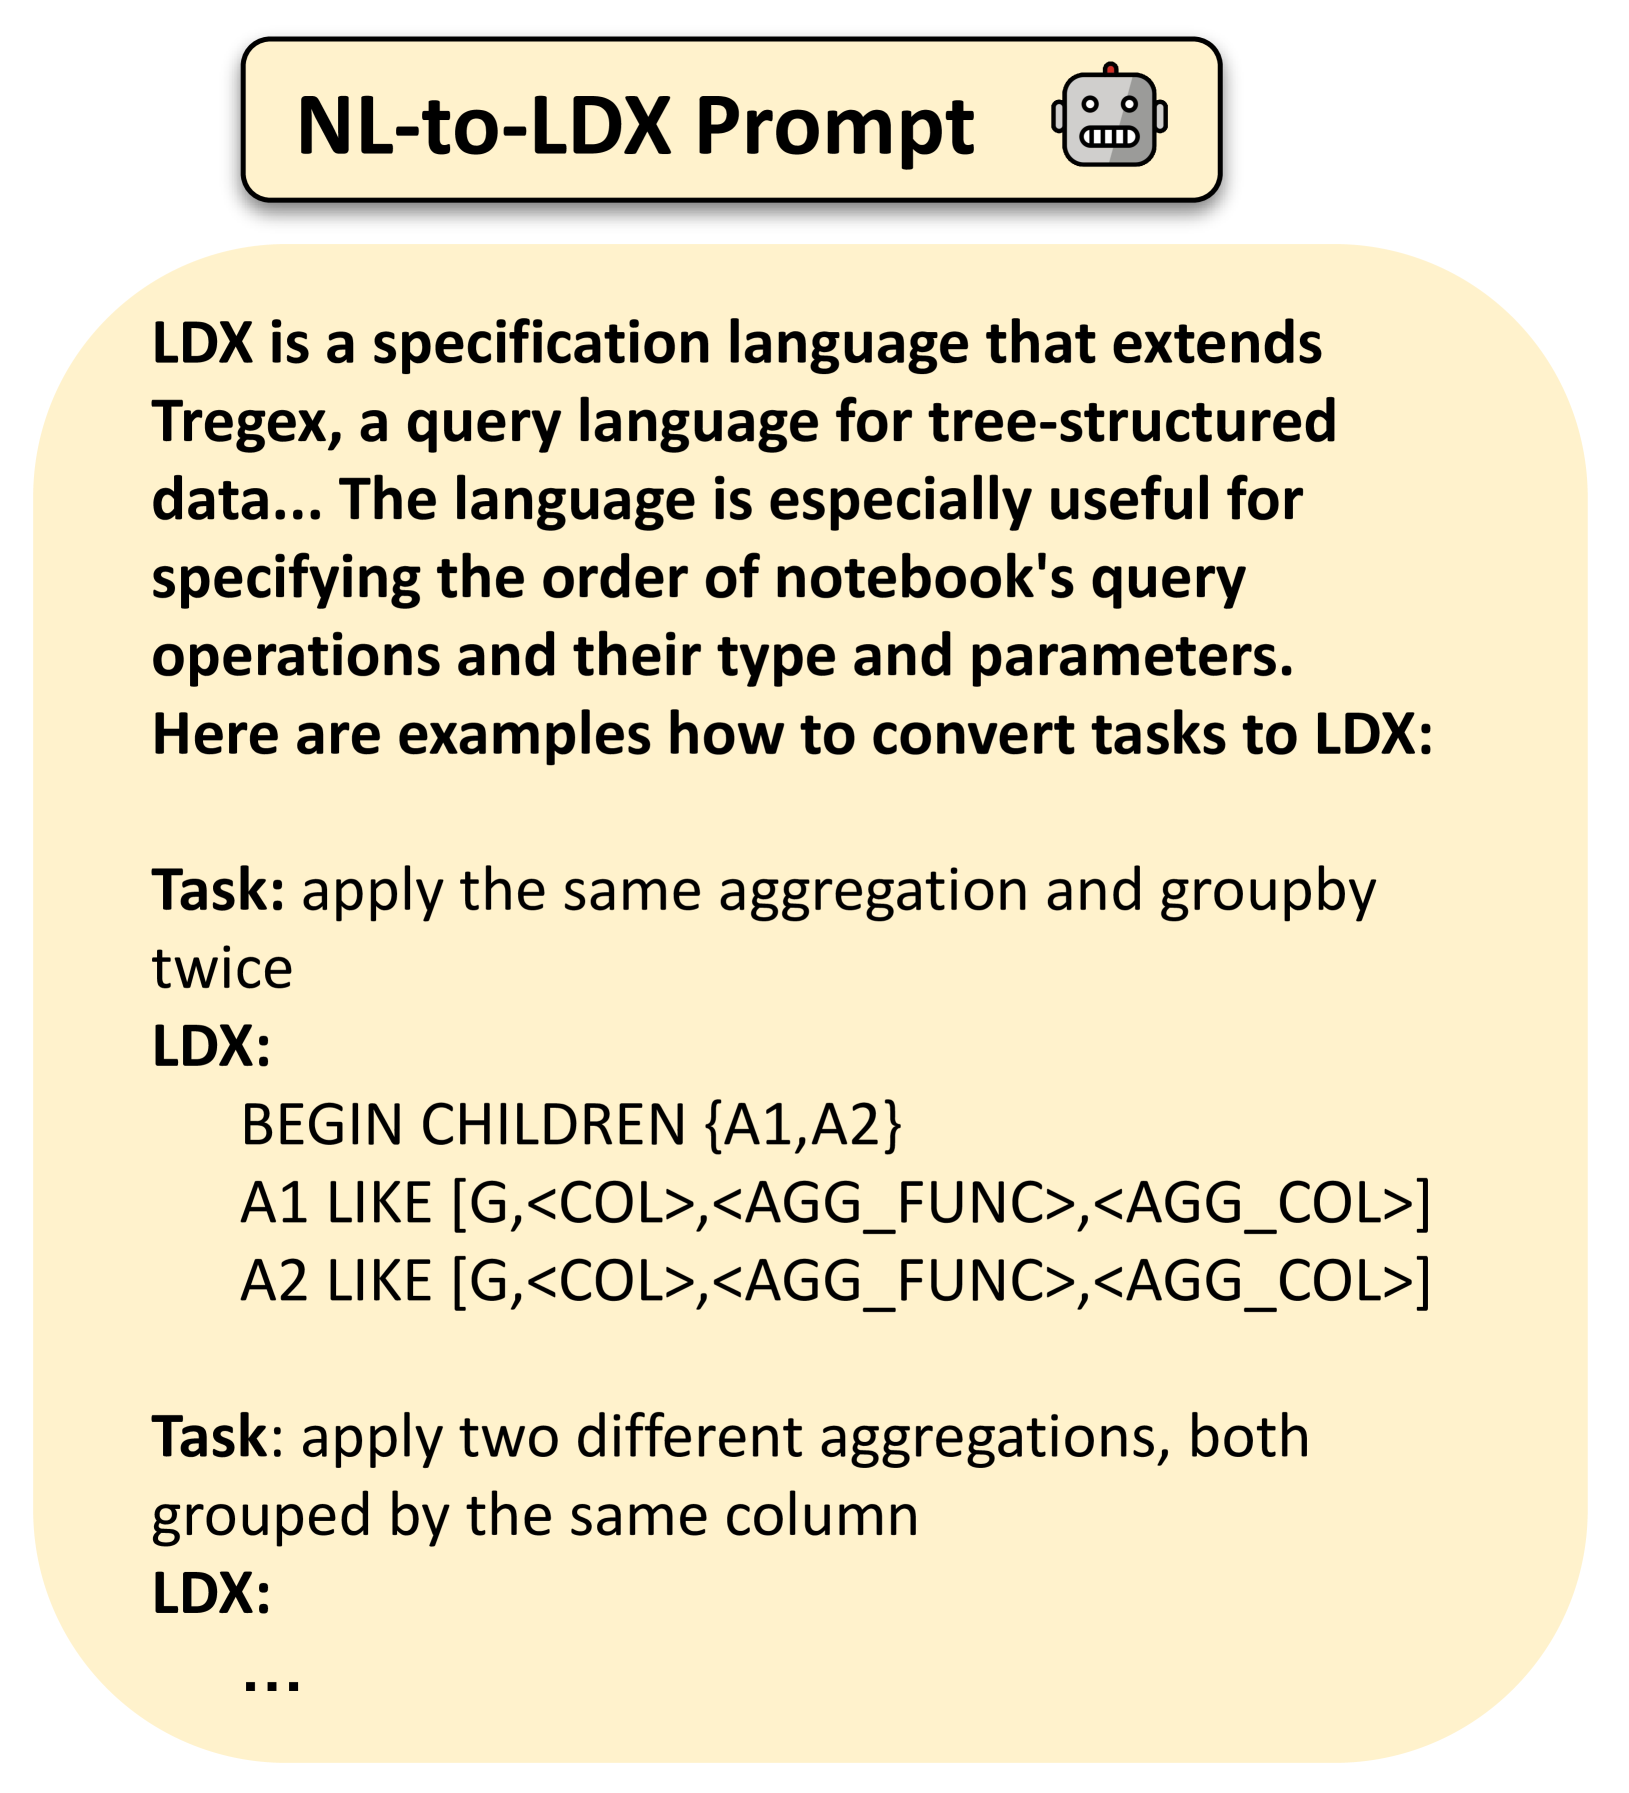 NL-to-LDX Prompt
LDX is a specification language that extends
Tregex, a query language for tree-structured
data... The language is especially useful for
specifying the order of notebook's query
operations and their type and parameters.
Here are examples how to convert tasks to LDX:
Task: apply the same aggregation and groupby
twice
LDX:
BEGIN CHILDREN {A1,A2}
A1 LIKE [G,<COL>,<AGG_FUNC>,<AGG_COL>]
A2 LIKE [G,<COL>,<AGG_FUNC>,<AGG_COL>]
Task: apply two different aggregations, both
grouped by the same column
LDX:
...